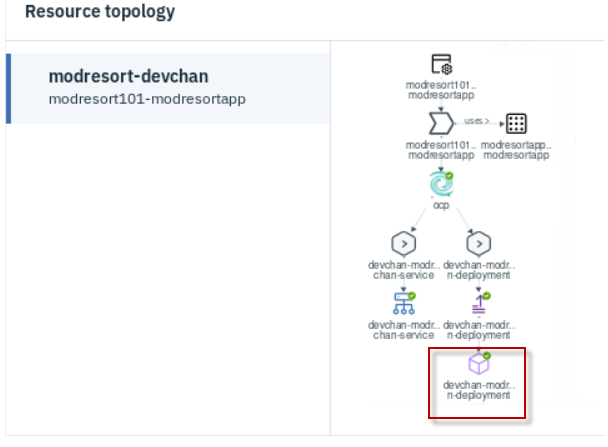 Resource topology
modresort-devchan
modresort101-modresortapp
modresort101..
modresortapp
uses >
modresort101..
modresortapp
modresortapp..
modresortapp
ocp
devchan-modr..
chan-service
devchan-modr..
n-deployment
devchan-modr..
chan-service
devchan-modr..
n-deployment
devchan-modr..
n-deployment